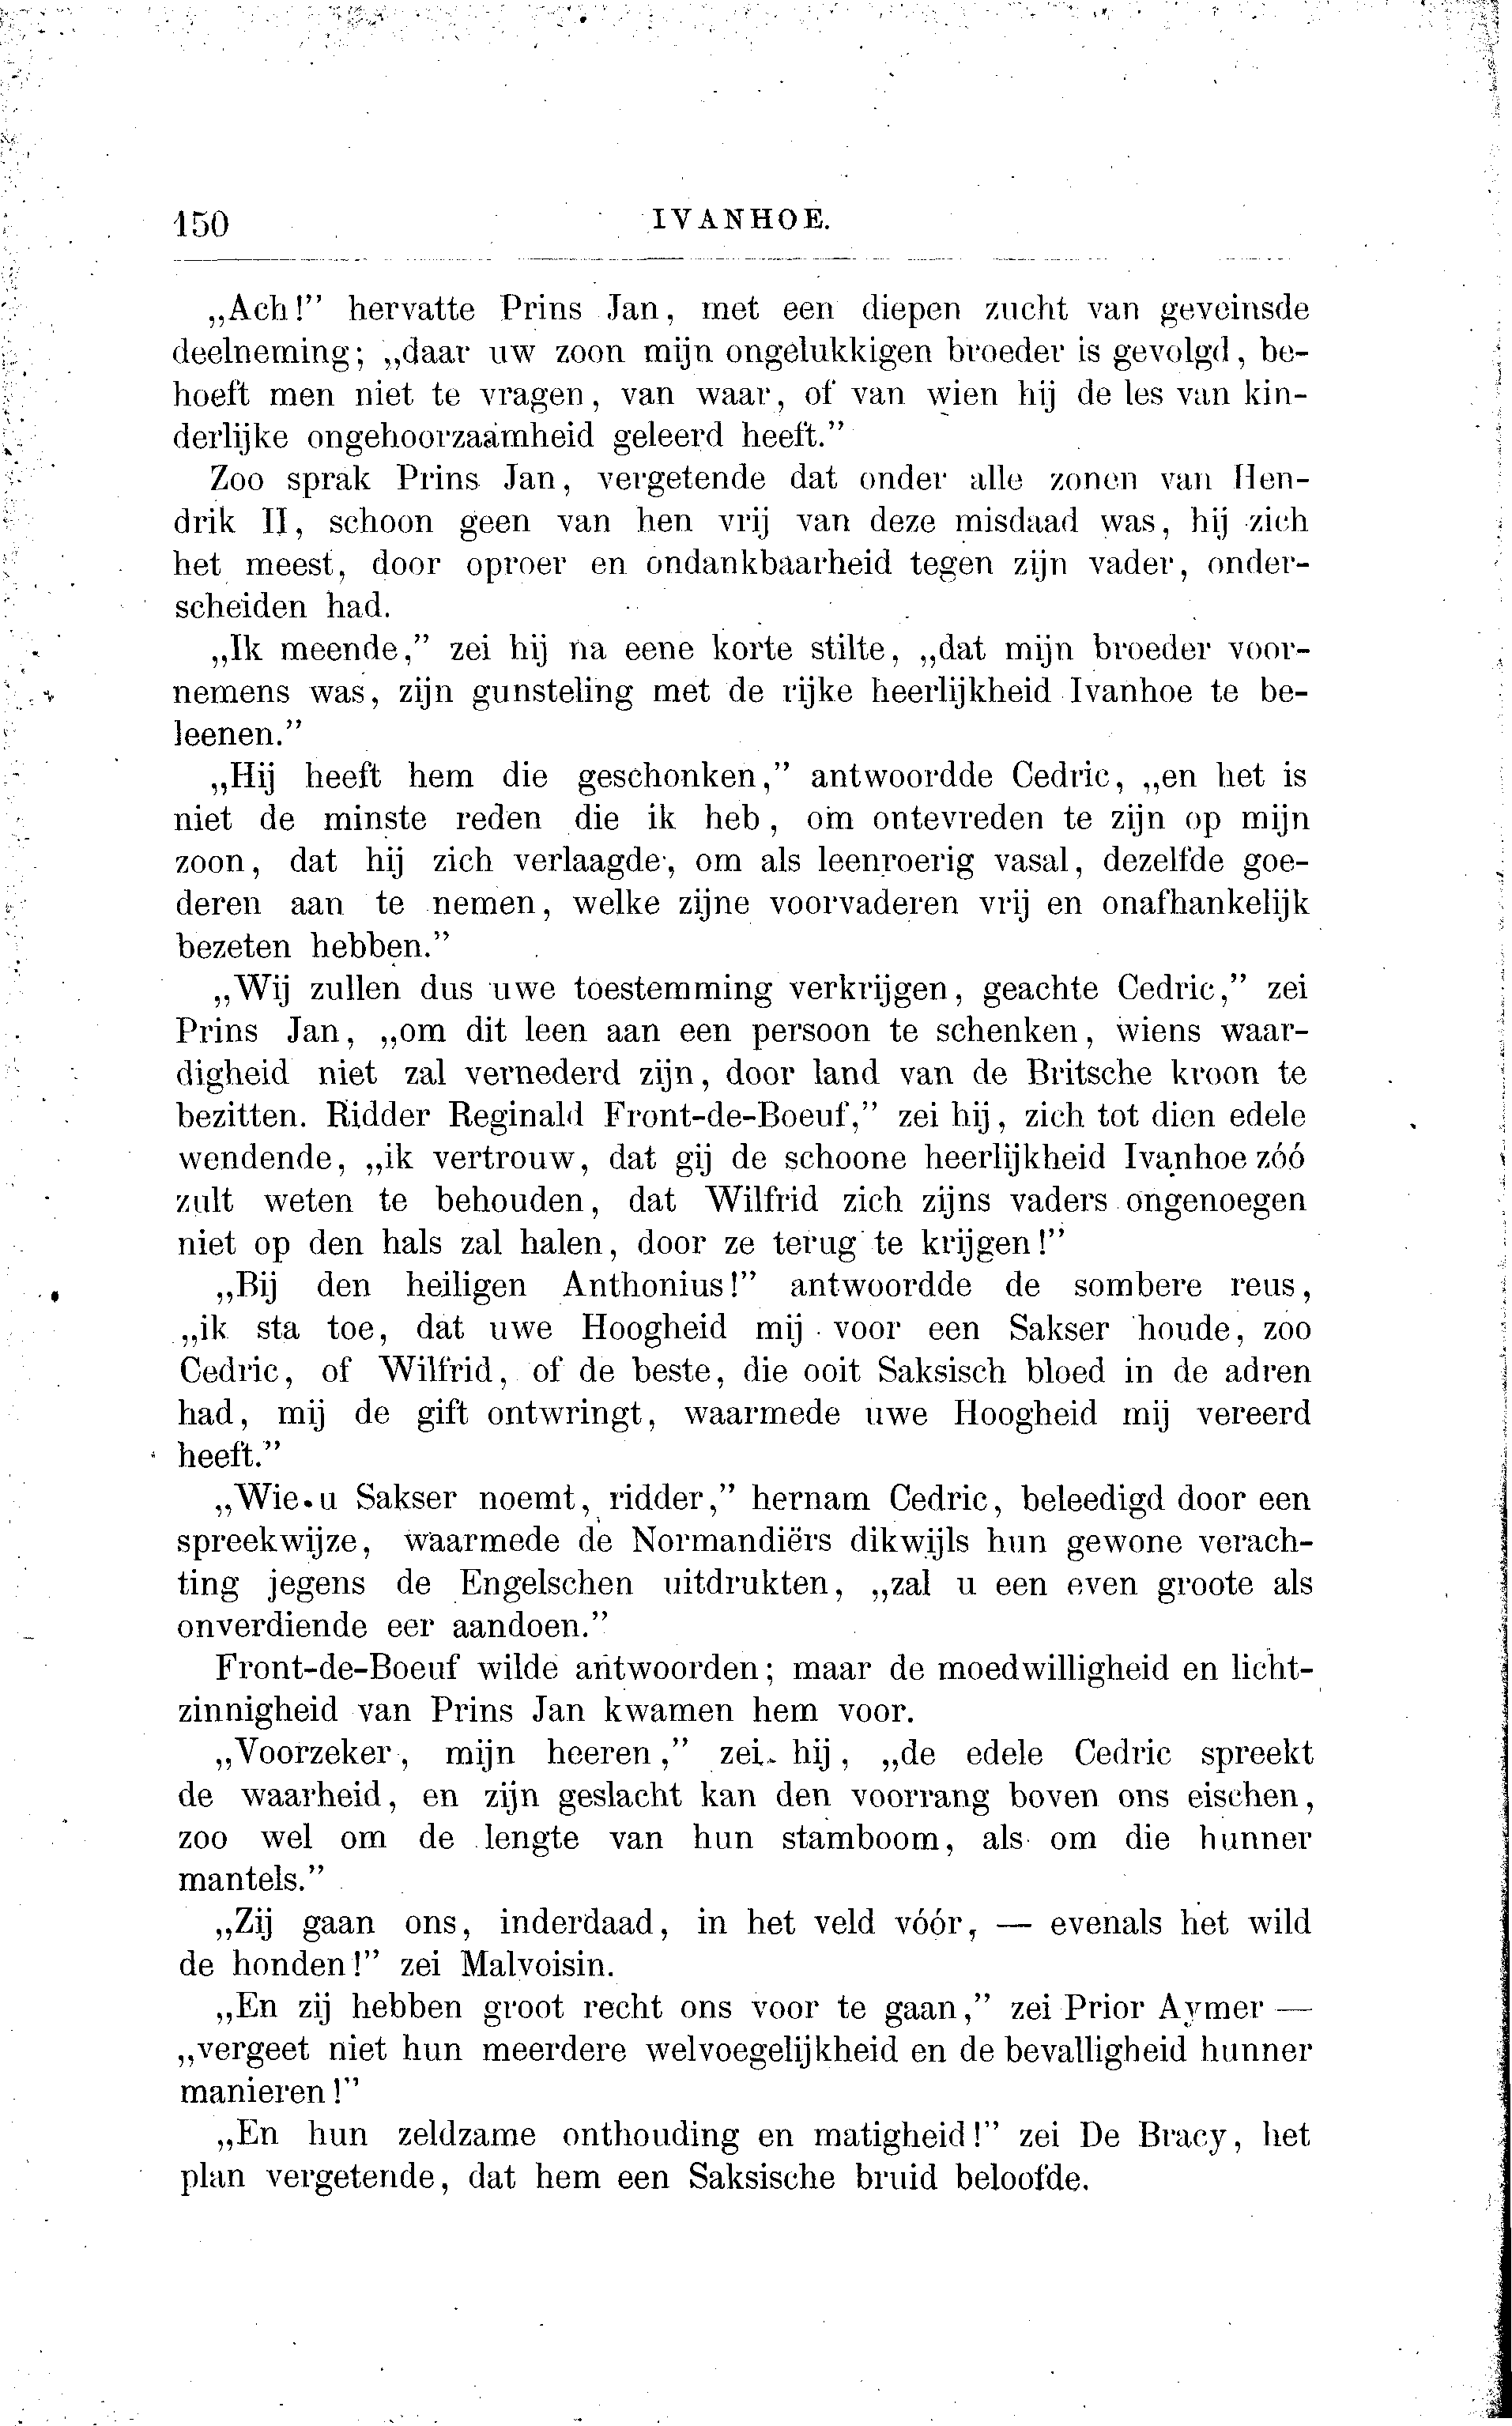 150
IVANHOE.
„Ach!” hervatte Prins Jan, met een diepen zucht van geveinsde
deelneming; „daar uw zoon mijn ongelukkigen broeder is gevolgd, be-
hoeft men niet te vragen, van waar, of van wien hij de les van kin-
derlijke ongehoorzaamheid geleerd heeft.”
Zoo sprak Prins Jan, vergetende dat onder alle zonen van Hen-
drik II, schoon geen van hen vrij van deze misdaad was, hij zich
het meest, door oproer en ondankbaarheid tegen zijn vader, onder-
scheiden had.
„Ik meende,” zei hij na eene korte stilte, „dat mijn broeder voor-
nemens was, zijn gunsteling met de rijke heerlijkheid Ivanhoe te be-
leenen.”
„Hij heeft hem die geschonken,” antwoordde Cedric, „en het is
niet de minste reden die ik heb, om ontevreden te zijn op mijn
zoon, dat hij zich verlaagde, om als leenroerig vasal, dezelfde goe-
deren aan te nemen, welke zijne voorvaderen vrij en onafhankelijk
bezeten hebben.”
„Wij zullen dus uwe toestemming verkrijgen, geachte Cedric,” zei
Prins Jan, „om dit leen aan een persoon te schenken, wiens waar-
digheid niet zal vernederd zijn, door land van de Britsche kroon te
bezitten. Ridder Reginald Front-de-Boeuf,” zei hij, zich tot dien edele
wendende, „ik vertrouw, dat gij de schoone heerlijkheid Ivanhoe zóó
zult weten te behouden, dat Wilfrid zich zijns vaders ongenoegen
niet op den hals zal halen, door ze terug te krijgen!”
„Bij den heiligen Anthonius!” antwoordde de sombere reus,
„ik sta toe, dat uwe Hoogheid mij voor een Sakser houde, zoo
Cedric, of Wilfrid, of de beste, die ooit Saksisch bloed in de adren
had, mij de gift ontwringt, waarmede uwe Hoogheid mij vereerd
heeft.”
„Wie u Sakser noemt, ridder,” hernam Cedric, beleedigd door een
spreekwijze, waarmede de Normandiërs dikwijls hun gewone verach-
ting jegens de Engelschen uitdrukten, „zal u een even groote als
onverdiende eer aandoen.”
Front-de-Boeuf wilde antwoorden; maar de moedwilligheid en licht-
zinnigheid van Prins Jan kwamen hem voor.
„Voorzeker, mijn heeren,” zei hij, „de edele Cedric spreekt
de waarheid, en zijn geslacht kan den voorrang boven ons eischen,
zoo wel om de lengte van hun stamboom, als om die hunner
mantels.”
„Zij gaan ons, inderdaad, in het veld vóór, — evenals het wild
de honden!” zei Malvoisin.
„En zij hebben groot recht ons voor te gaan,” zei Prior Aymer —
„vergeet niet hun meerdere welvoegelijkheid en de bevalligheid hunner
manieren!”
„En hun zeldzame onthouding en matigheid!” zei De Bracy, het
plan vergetende, dat hem een Saksische bruid beloofde.